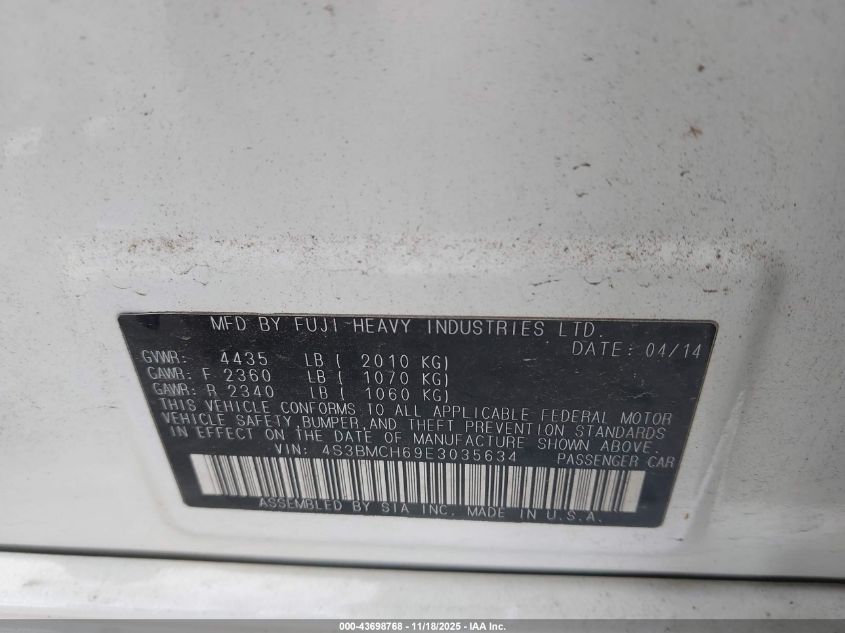 MFD BY FUJI HEAVY INDUSTRIES LTD.
DATE: 04/14
GVWR: 4435 LB ( 2010 KG)
GAWR: F 2360 LB ( 1070 KG)
GAWR: R 2340 LB ( 1060 KG)
THIS VEHICLE CONFORMS TO ALL APPLICABLE FEDERAL MOTOR
VEHICLE SAFETY, BUMPER, AND THEFT PREVENTION STANDARDS
IN EFFECT ON THE DATE OF MANUFACTURE SHOWN ABOVE.
VIN: 4S3BMCH69E3035634 PASSENGER CAR
ASSEMBLED BY SIA INC. MADE IN U.S.A.
000-43698768 - 11/18/2025 - IAA Inc.